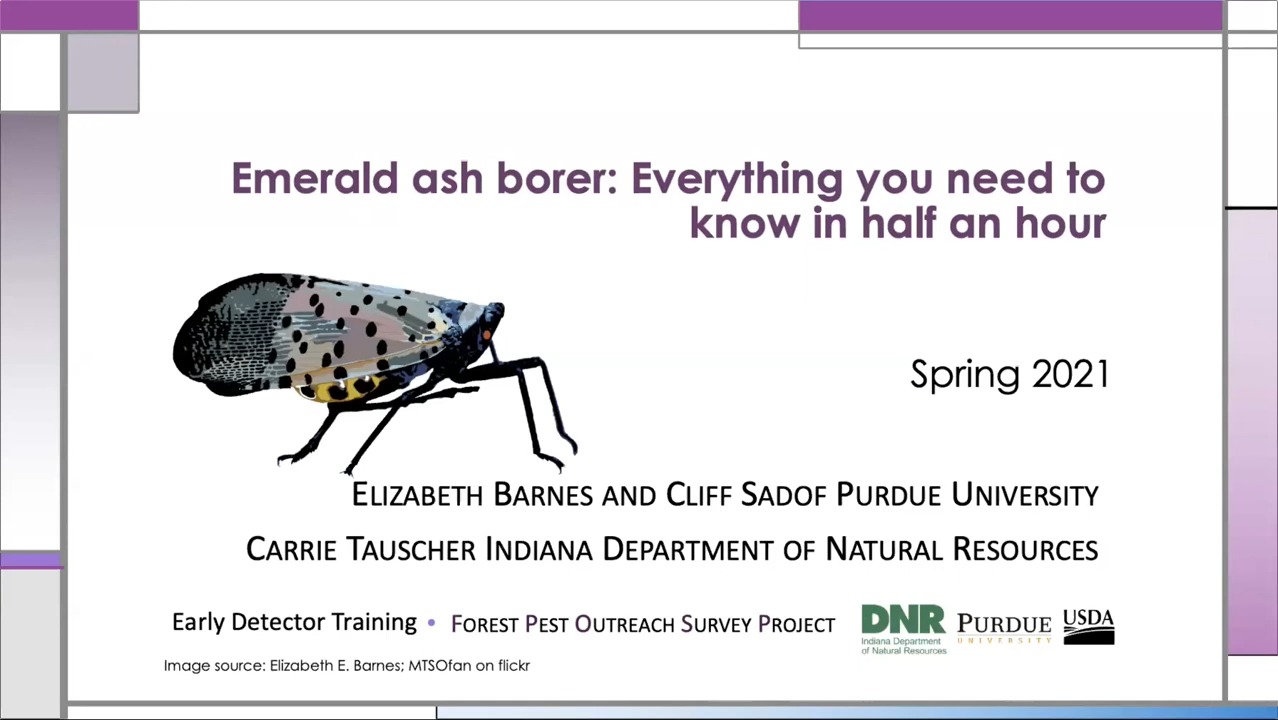 Emerald ash borer: Everything you need to
know in half an hour
Spring 2021
ELIZABETH BARNES AND CLIFF SADOF PURDUE UNIVERSITY
CARRIE TAUSCHER INDIANA DEPARTMENT OF NATURAL RESOURCES
Early Detector Training • FOREST PEST OUTREACH SURVEY PROJECT
DNR
Indiana Department
of Natural Resources
PURDUE
UNIVERSITY
USDA
Image source: Elizabeth E. Barnes; MTSOfan on flickr